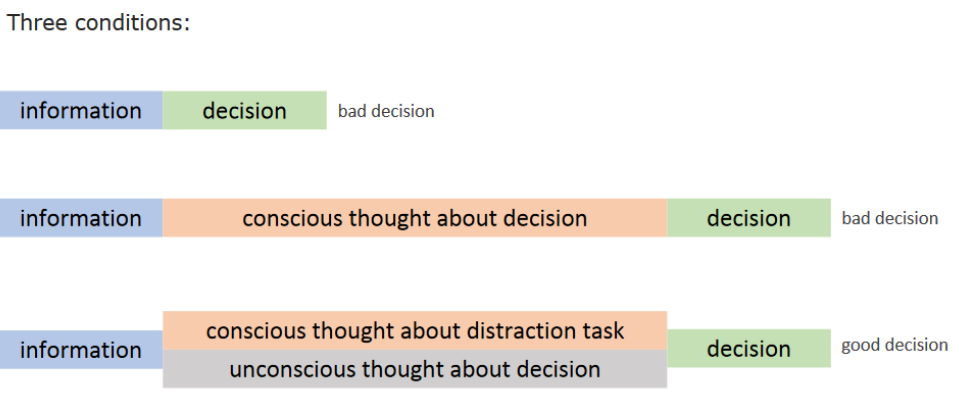 Three conditions:
information decision bad decision
information conscious thought about decision decision bad decision
conscious thought about distraction task
information decision good decision
unconscious thought about decision